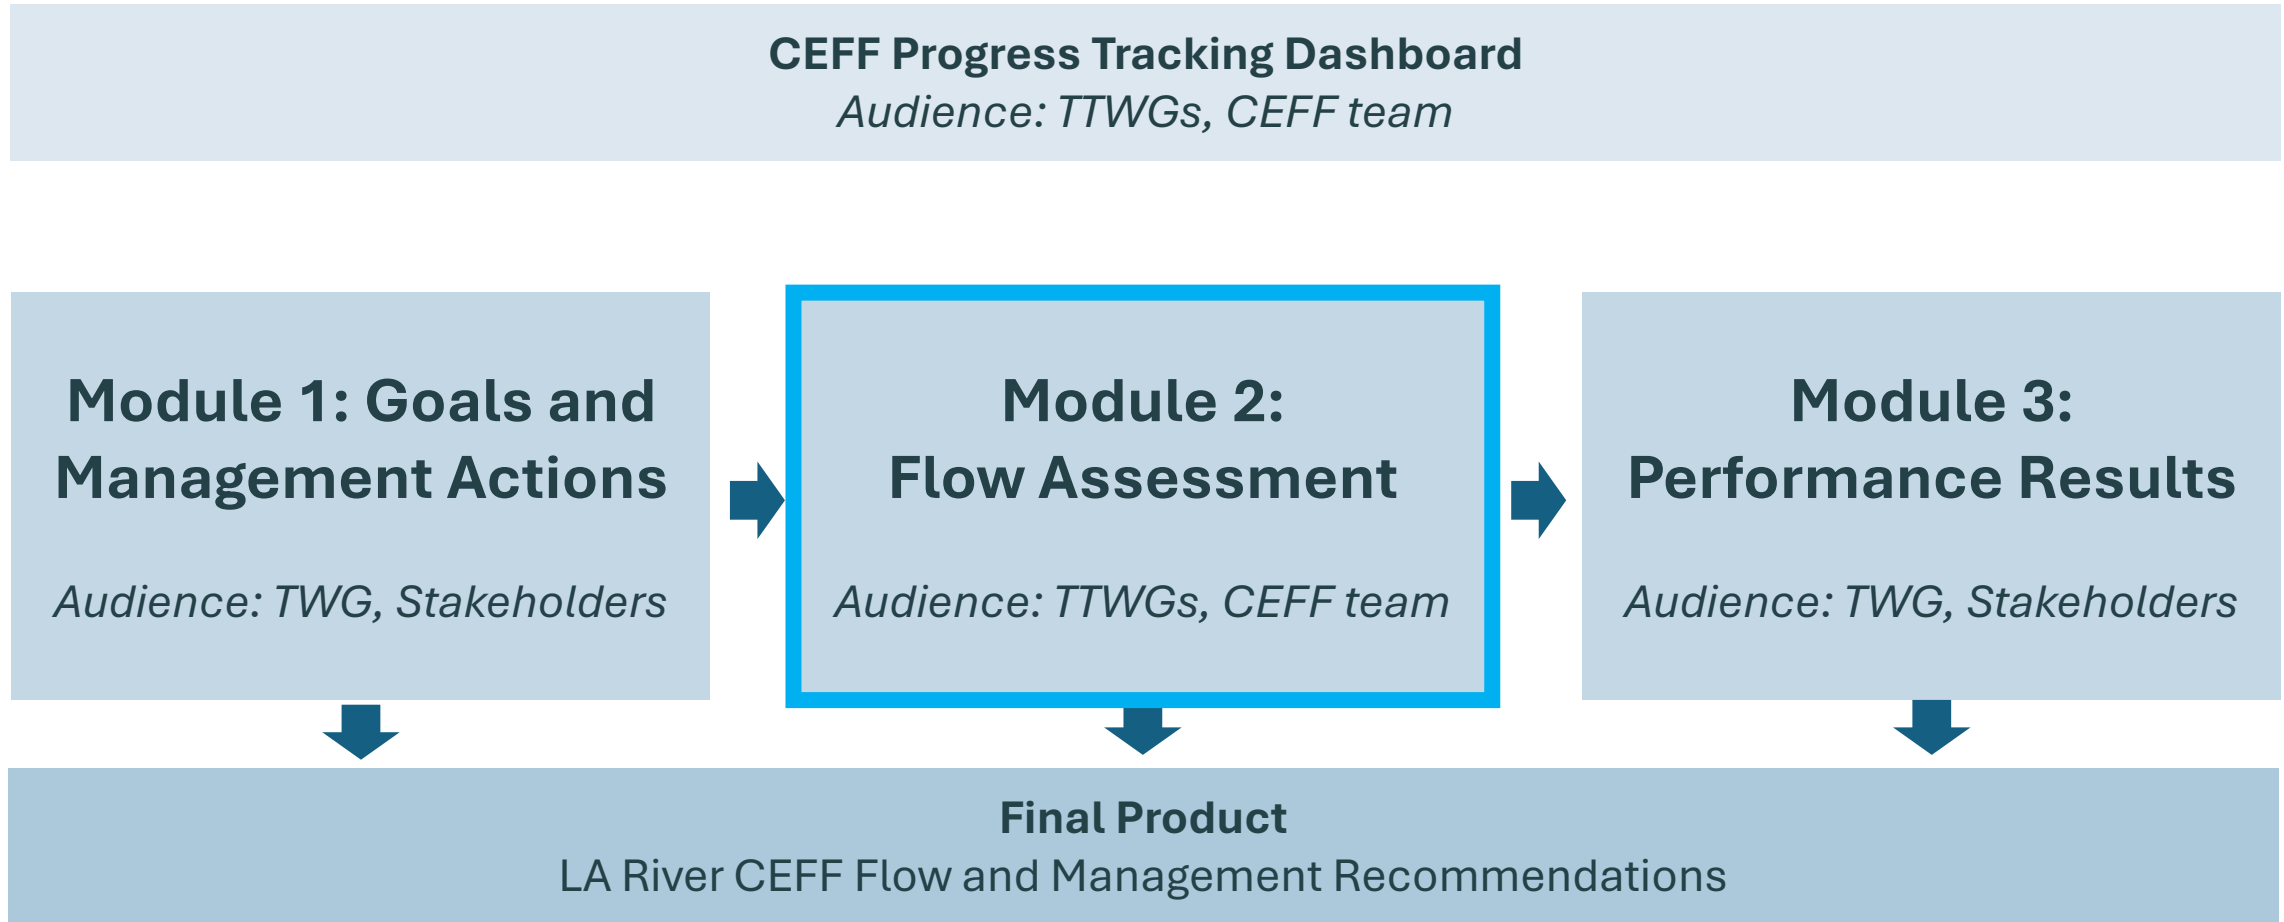 CEFF Progress Tracking Dashboard
Audience: TTWGs, CEFF team
Module 1: Goals and
Management Actions
Audience: TWG, Stakeholders
Module 2:
Flow Assessment
Audience: TTWGs, CEFF team
Module 3:
Performance Results
Audience: TWG, Stakeholders
Final Product
LA River CEFF Flow and Management Recommendations